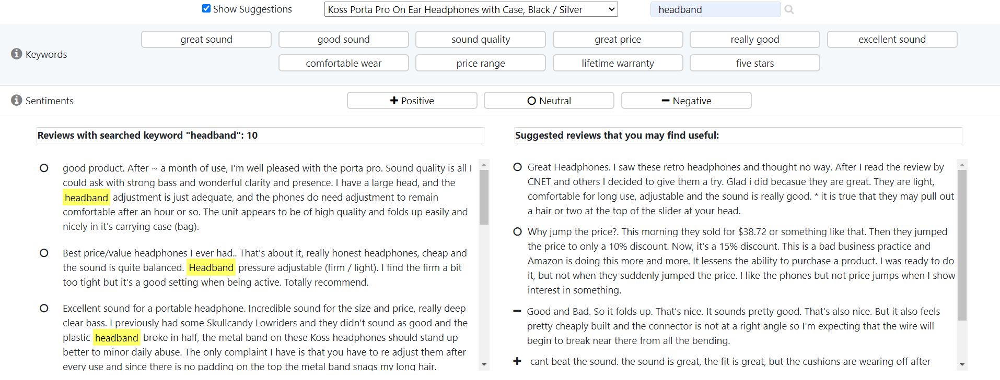 Show Suggestions
Koss Porta Pro On Ear Headphones with Case, Black / Silver
headband
Keywords
great sound
good sound
sound quality
great price
really good
excellent sound
comfortable wear
price range
lifetime warranty
five stars
Sentiments
Positive
Neutral
Negative
Reviews with searched keyword "headband": 10
good product. After ~ a month of use, I'm well pleased with the porta pro. Sound quality is all I
could ask with strong bass and wonderful clarity and presence. I have a large head, and the
headband adjustment is just adequate, and the phones do need adjustment to remain
comfortable after an hour or so. The unit appears to be of high quality and folds up easily and
nicely in it's carrying case (bag).
Best price/value headphones I ever had.. That's about it, really honest headphones, cheap and
the sound is quite balanced. Headband pressure adjustable (firm / light). I find the firm a bit
too tight but it's a good setting when being active. Totally recommend.
Excellent sound for a portable headphone. Incredible sound for the size and price, really deep
clear bass. I previously had some Skullcandy Lowriders and they didn't sound as good and the
plastic headband broke in half, the metal band on these Koss headphones should stand up
better to minor daily abuse. The only complaint I have is that you have to re adjust them after
every use and since there is no padding on the top the metal band snags my long hair.
Suggested reviews that you may find useful:
Great Headphones. I saw these retro headphones and thought no way. After I read the review by
CNET and others I decided to give them a try. Glad i did becasue they are great. They are light,
comfortable for long use, adjustable and the sound is really good. * it is true that they may pull out
a hair or two at the top of the slider at your head.
Why jump the price?. This morning they sold for $38.72 or something like that. Then they jumped
the price to only a 10% discount. Now, it's a 15% discount. This is a bad business practice and
Amazon is doing this more and more. It lessens the ability to purchase a product. I was ready to do
it, but not when they suddenly jumped the price. I like the phones but not price jumps when I show
interest in something.
Good and Bad. So it folds up. That's nice. It sounds pretty good. That's also nice. But it also feels
pretty cheaply built and the connector is not at a right angle so I'm expecting that the wire will
begin to break near there from all the bending.
cant beat the sound. the sound is great, the fit is great, but the cushions are wearing off after